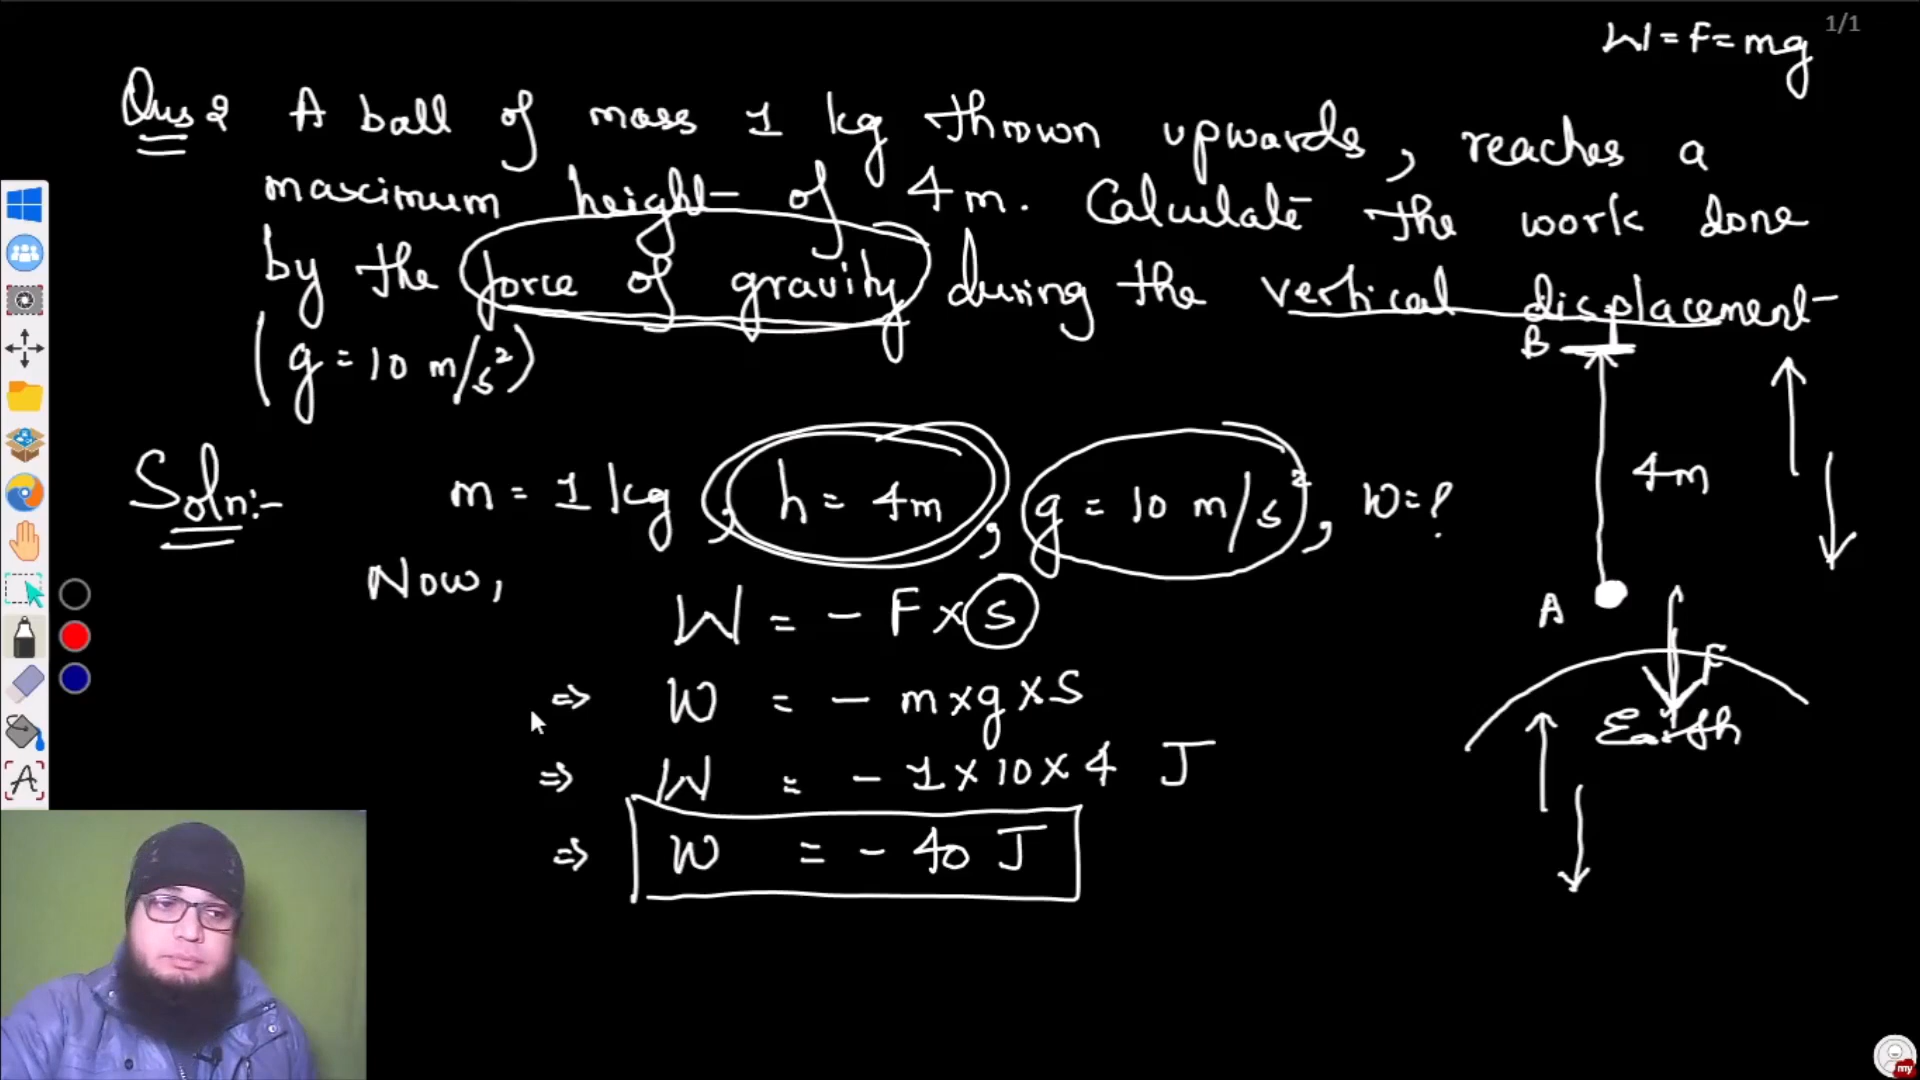 1/1
W = F = mg
Ques 2 A ball of mass 1 kg thrown upwards, reaches a
maximum height of 4 m. Calculate the work done
by the force of gravity during the vertical displacement
(g = 10 m/s²)
B
4m
A
F
Earth
Soln:- m = 1 kg, h = 4m, g = 10 m/s², W = ?
Now,
W = - F × s
=> W = - m × g × s
=> W = - 1 × 10 × 4 J
=> W = - 40 J
A
my